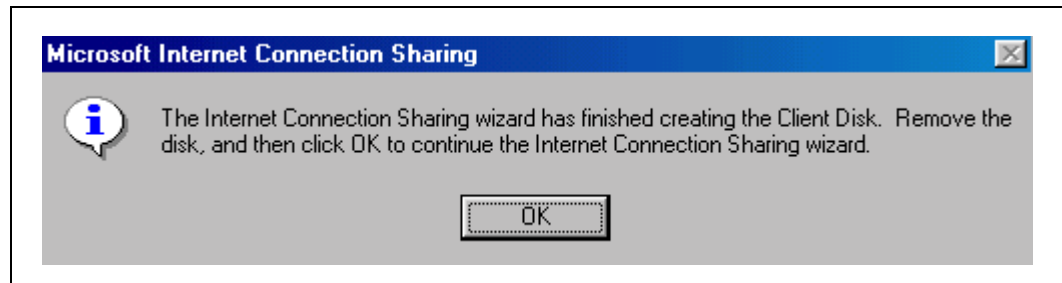 Microsoft Internet Connection Sharing
The Internet Connection Sharing wizard has finished creating the Client Disk. Remove the
disk, and then click OK to continue the Internet Connection Sharing wizard.
OK